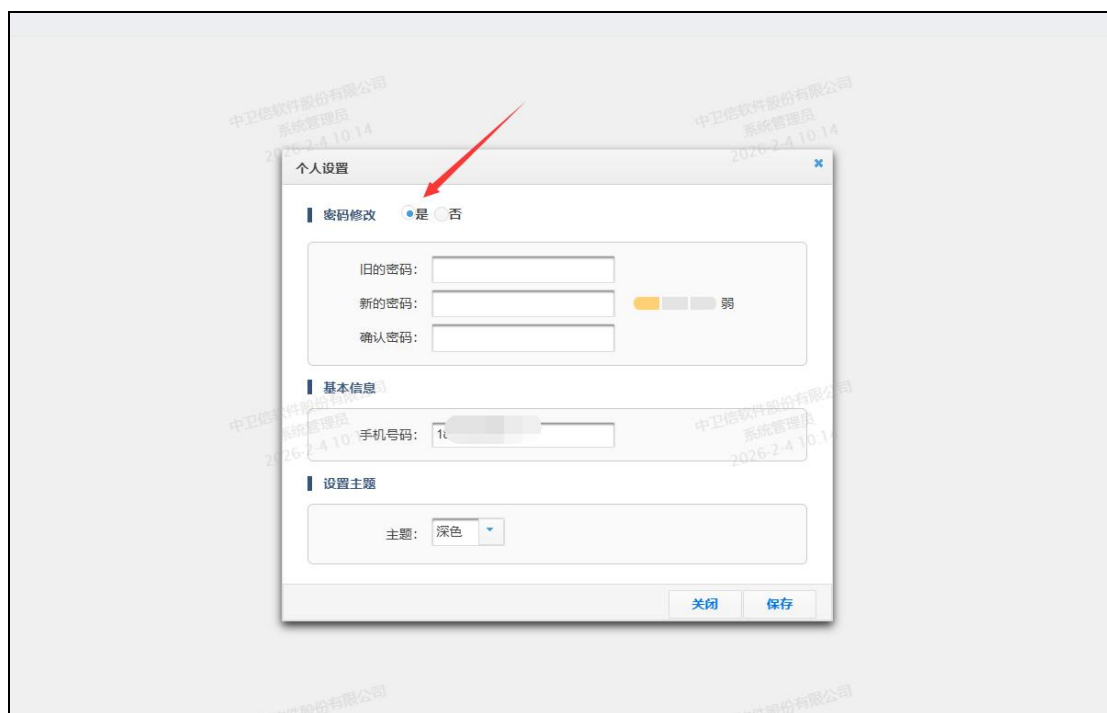 中卫信软件股份有限公司
系统管理员
2026-2-4 10:14
中卫信软件股份有限公司
系统管理员
2026-2-4 10:14
个人设置
密码修改 是 否
旧的密码：
新的密码： 弱
确认密码：
基本信息
手机号码： 18
中卫信软件股份有限公司
系统管理员
2026-2-4 10:14
中卫信软件股份有限公司
系统管理员
2026-2-4 10:14
设置主题
主题： 深色
关闭 保存